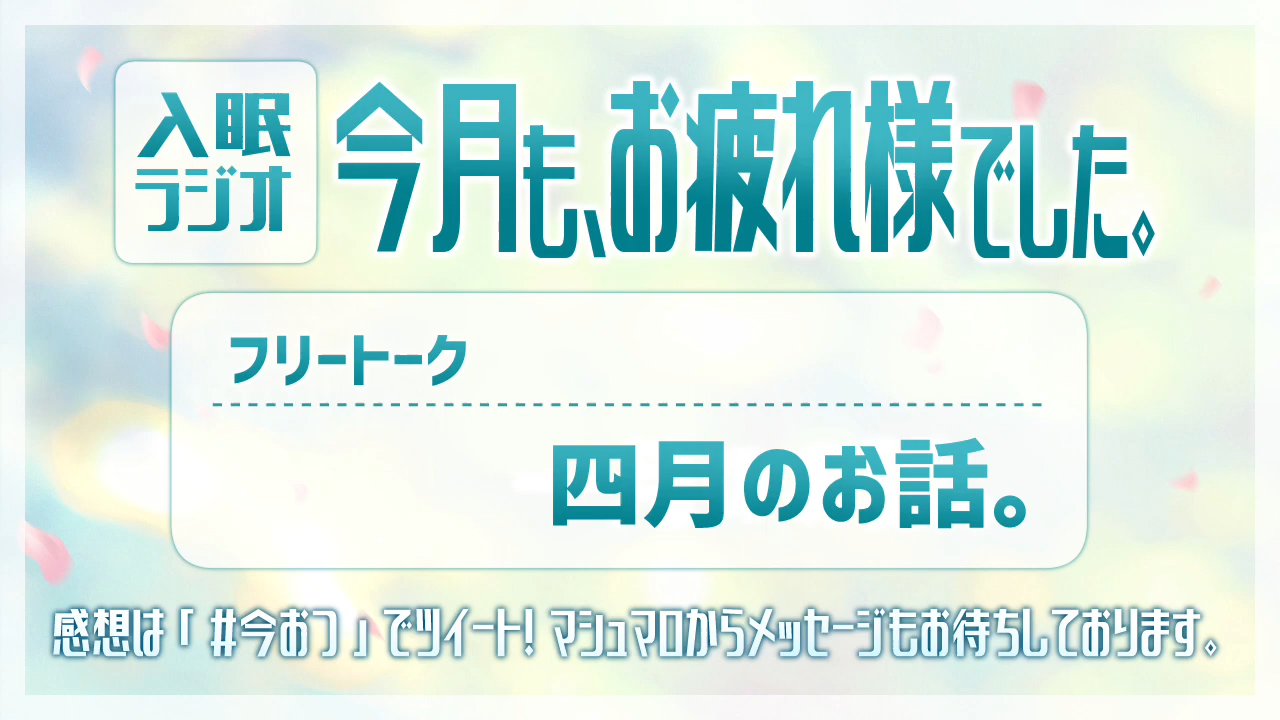 入眠
ラジオ
今月も、お疲れ様でした。
フリートーク
四月のお話。
感想は「#今おつ」でツイート！マシュマロからメッセージもお待ちしております。